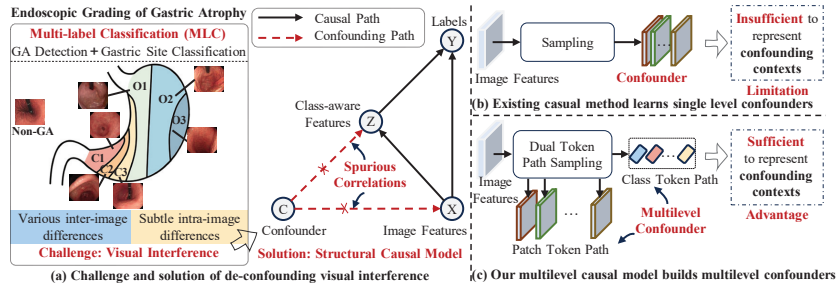 Endoscopic Grading of Gastric Atrophy
Multi-label Classification (MLC)
GA Detection + Gastric Site Classification
O1
O2
O3
Non-GA
C1
C2
C3
Various inter-image
differences
Subtle intra-image
differences
Challenge: Visual Interference
Causal Path
Confounding Path
Labels
Y
Class-aware
Features
Z
Spurious
Correlations
C
X
Confounder
Image Features
Solution: Structural Causal Model
(a) Challenge and solution of de-confounding visual interference
Sampling
Image Features
Confounder
Insufficient to
represent
confounding
contexts
Limitation
(b) Existing casual method learns single level confounders
Dual Token
Path Sampling
Image
Features
Class Token Path
Multilevel
Confounder
Patch Token Path
Sufficient
to represent
confounding
contexts
Advantage
(c) Our multilevel causal model builds multilevel confounders